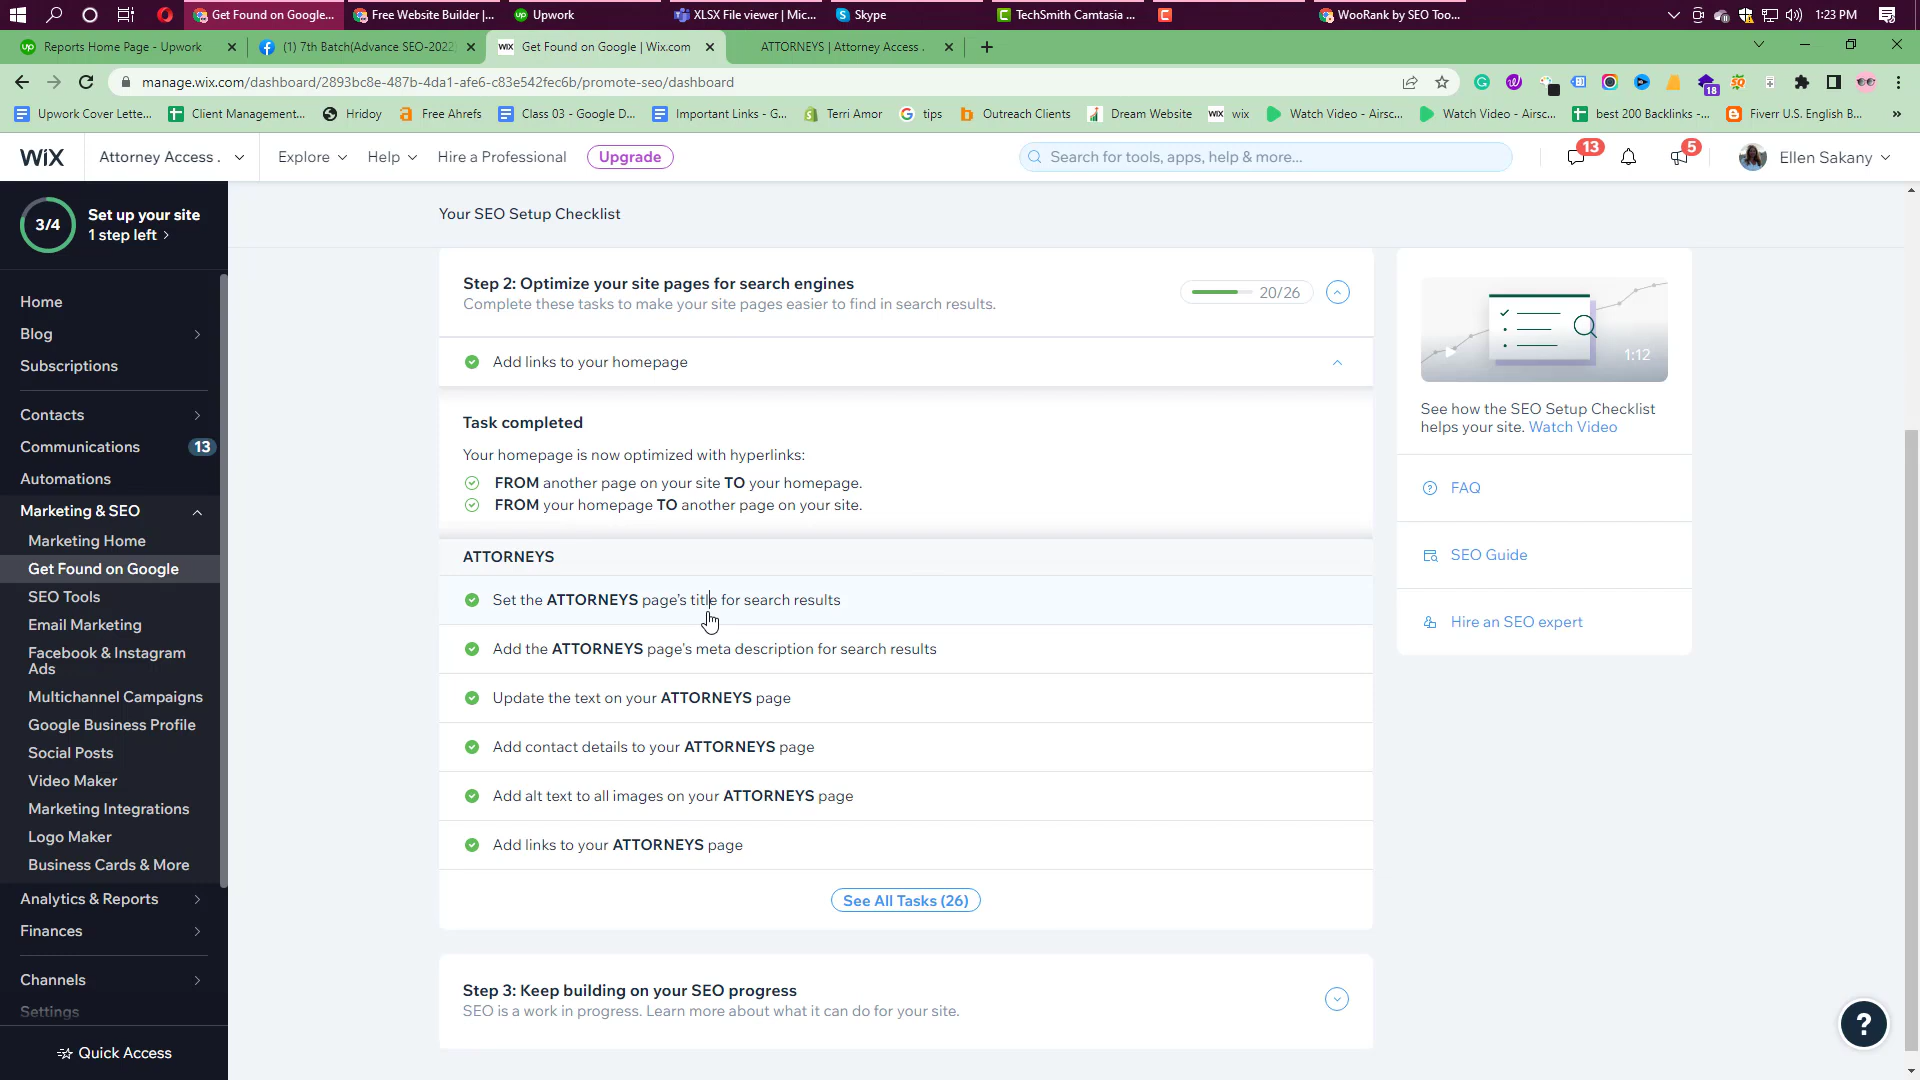 Get Found on Google...
Free Website Builder |...
Upwork
XLSX File viewer | Mic...
Skype
TechSmith Camtasia ...
WooRank by SEO Too...
1:23 PM
Reports Home Page - Upwork
(1) 7th Batch(Advance SEO-2022)
WIX
Get Found on Google | Wix.com
ATTORNEYS | Attorney Access .
manage.wix.com/dashboard/2893bc8e-487b-4da1-afe6-c83e542fec6b/promote-seo/dashboard
18
Upwork Cover Lette...
Client Management...
Hridoy
Free Ahrefs
Class 03 - Google D...
Important Links - G...
Terri Amor
tips
Outreach Clients
Dream Website
WIX wix
Watch Video - Airsc...
Watch Video - Airsc...
best 200 Backlinks -...
Fiverr U.S. English B...
WiX
Attorney Access .
Explore
Help
Hire a Professional
Upgrade
Search for tools, apps, help & more...
13
5
Ellen Sakany
3/4
Set up your site
1 step left >
Home
Blog
Subscriptions
Contacts
Communications 13
Automations
Marketing & SEO
Marketing Home
Get Found on Google
SEO Tools
Email Marketing
Facebook & Instagram
Ads
Multichannel Campaigns
Google Business Profile
Social Posts
Video Maker
Marketing Integrations
Logo Maker
Business Cards & More
Analytics & Reports
Finances
Channels
Settings
Quick Access
Your SEO Setup Checklist
Step 2: Optimize your site pages for search engines
Complete these tasks to make your site pages easier to find in search results.
20/26
Add links to your homepage
Task completed
Your homepage is now optimized with hyperlinks:
FROM another page on your site TO your homepage.
FROM your homepage TO another page on your site.
ATTORNEYS
Set the ATTORNEYS page's title for search results
Add the ATTORNEYS page's meta description for search results
Update the text on your ATTORNEYS page
Add contact details to your ATTORNEYS page
Add alt text to all images on your ATTORNEYS page
Add links to your ATTORNEYS page
See All Tasks (26)
Step 3: Keep building on your SEO progress
SEO is a work in progress. Learn more about what it can do for your site.
1:12
See how the SEO Setup Checklist
helps your site. Watch Video
FAQ
SEO Guide
Hire an SEO expert
?